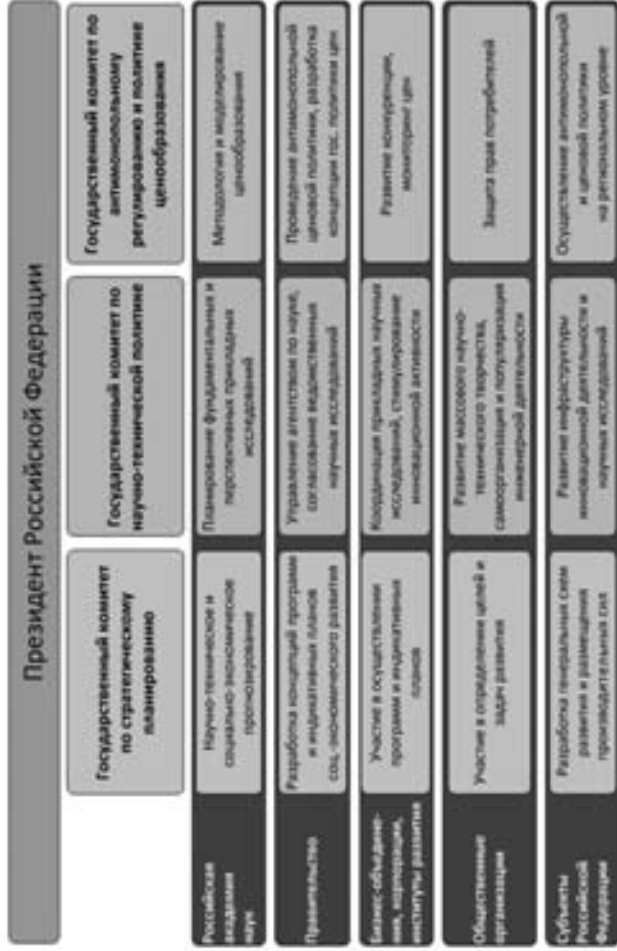 Президент Российской Федерации
Государственный комитет
по стратегическому
планированию
Государственный комитет по
научно-технической политике
Государственный комитет по
антимонопольному
регулированию и политике
ценообразования
Российская
академия
наук
Научно-техническое и
социально-экономическое
прогнозирование
Планирование фундаментальных и
перспективных прикладных
исследований
Методология и моделирование
ценообразования
Правительство
Разработка концепций программ
и индикативных планов
соц.-экономического развития
Управление агентством по науке,
согласование ведомственных
научных исследований
Проведение антимонопольной
ценовой политики, разработка
концепции гос. политики цен
Бизнес-объедине-
ния, корпорации,
институты развития
Участие в осуществлении
программ и индикативных
планов
Координация прикладных научных
исследований, стимулирование
инновационной активности
Развитие конкуренции,
мониторинг цен
Общественные
организации
Участие в определении целей и
задач развития
Развитие массового научно-
технического творчества,
самоорганизация и популяризация
инженерной деятельности
Защита прав потребителей
Субъекты
Российской
Федерации
Разработка генеральных схем
развития и размещения
производительных сил
Развитие инфраструктуры
инновационной деятельности и
научных исследований
Осуществление антимонопольной
и ценовой политики
на региональном уровне